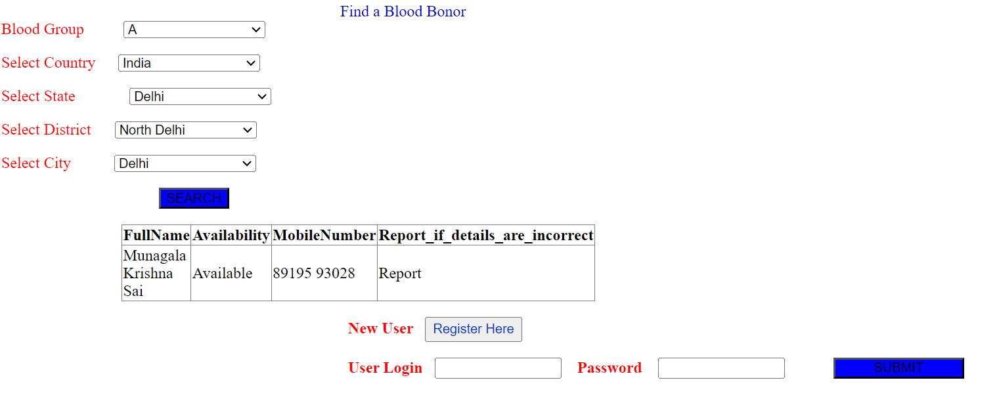 Find a Blood Bonor
Blood Group A
Select Country India
Select State Delhi
Select District North Delhi
Select City Delhi
SEARCH
FullName Availability MobileNumber Report_if_details_are_incorrect
Munagala
Krishna
Sai
Available 89195 93028 Report
New User Register Here
User Login Password SUBMIT